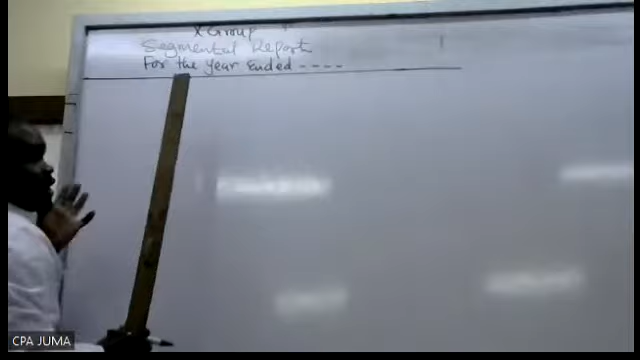 X Group
Segmental Report
For the Year Ended ----
CPA JUMA